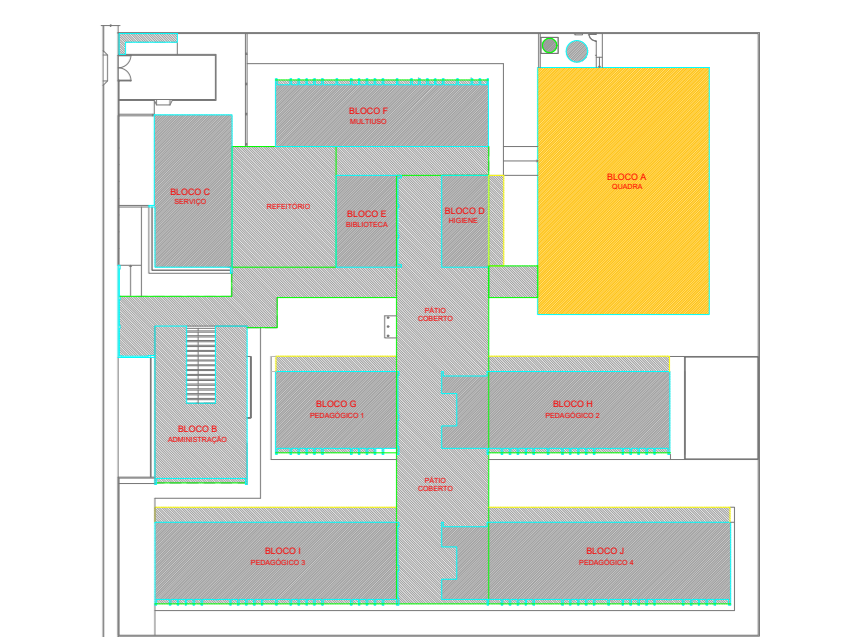 BLOCO F
MULTIUSO
BLOCO A
QUADRA
BLOCO C
SERVIÇO
REFEITÓRIO
BLOCO E
BIBLIOTECA
BLOCO D
HIGIENE
PÁTIO
COBERTO
BLOCO G
PEDAGÓGICO 1
BLOCO H
PEDAGÓGICO 2
BLOCO B
ADMINISTRAÇÃO
PÁTIO
COBERTO
BLOCO I
PEDAGÓGICO 3
BLOCO J
PEDAGÓGICO 4